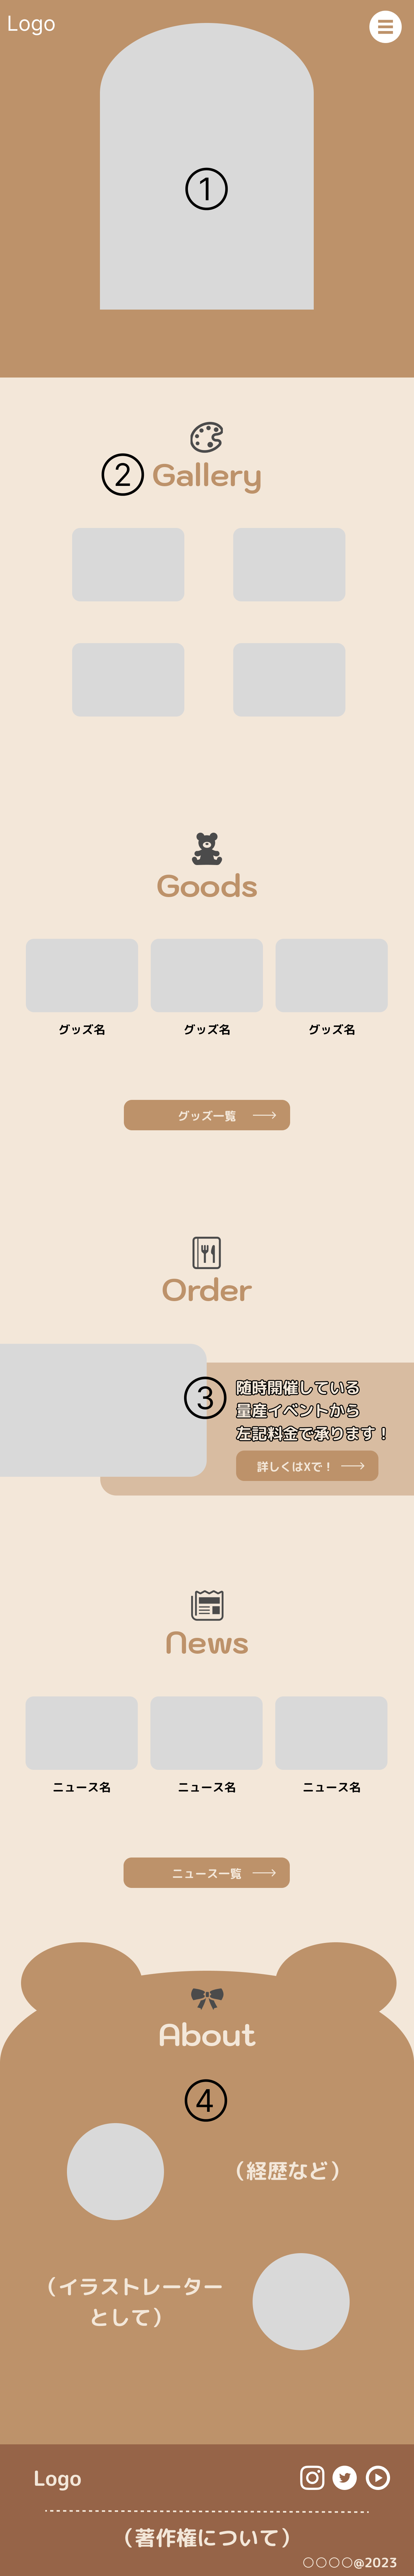 Logo
①
② Gallery
Goods
グッズ名 グッズ名 グッズ名
グッズ一覧
Order
③
随時開催している
量産イベントから
左記料金で承ります！
詳しくはXで！
News
ニュース名 ニュース名 ニュース名
ニュース一覧
About
④
（経歴など）
（イラストレーター
として）
Logo
（著作権について）
〇〇〇〇@2023